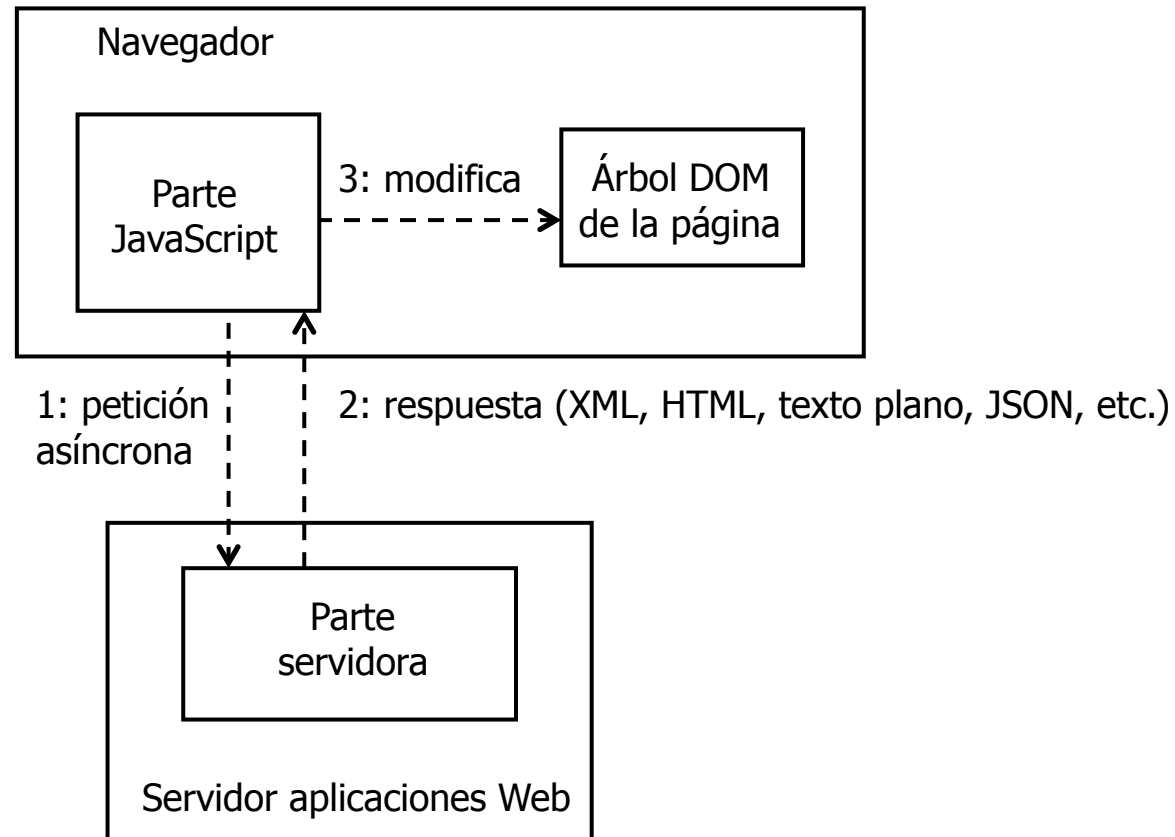 Navegador
Parte
JavaScript
3: modifica
Árbol DOM
de la página
1: petición
asíncrona
2: respuesta (XML, HTML, texto plano, JSON, etc.)
Parte
servidora
Servidor aplicaciones Web